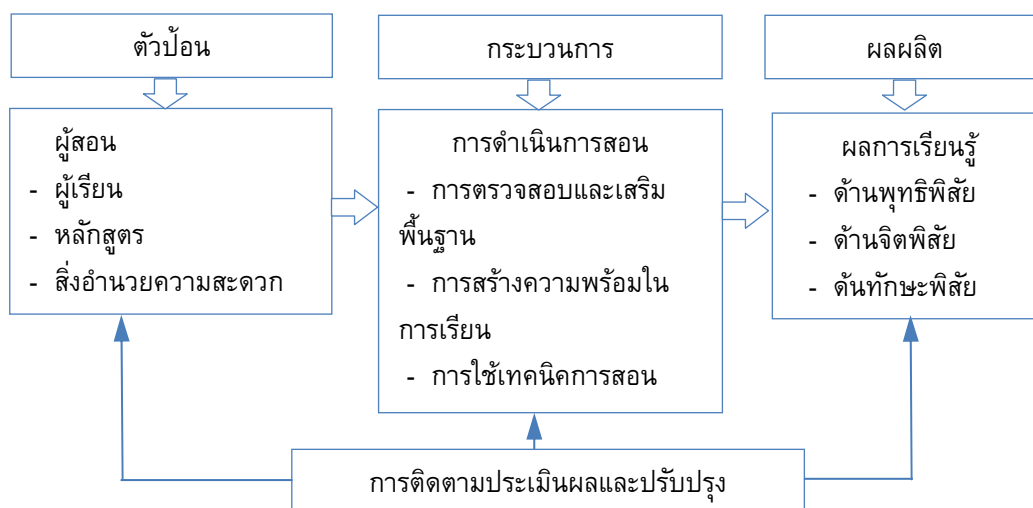 ตัวป้อน
กระบวนการ
ผลผลิต
ผู้สอน
- ผู้เรียน
- หลักสูตร
- สิ่งอำนวยความสะดวก
การดำเนินการสอน
- การตรวจสอบและเสริม
พื้นฐาน
- การสร้างความพร้อมใน
การเรียน
- การใช้เทคนิคการสอน
ผลการเรียนรู้
- ด้านพุทธิพิสัย
- ด้านจิตพิสัย
- ด้นทักษะพิสัย
การติดตามประเมินผลและปรับปรุง